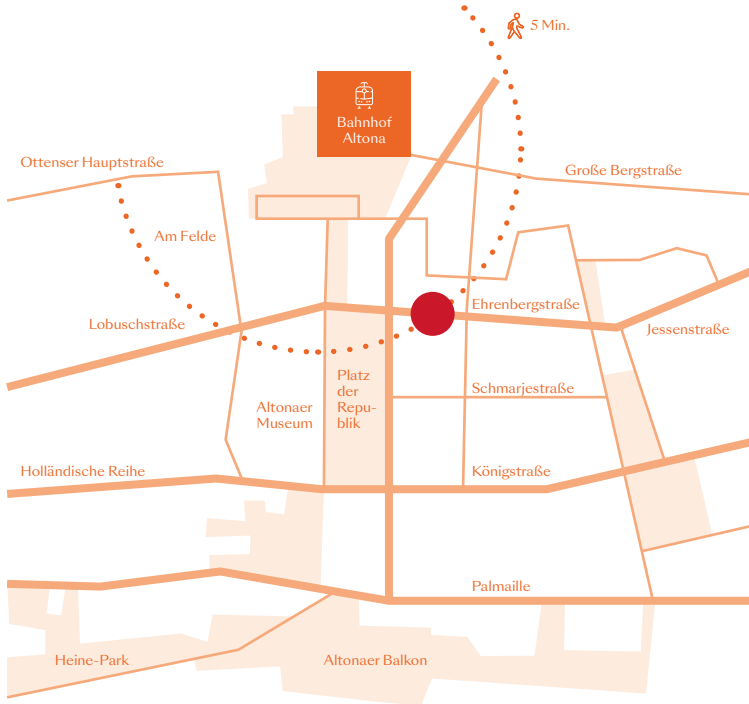 5 Min.
Bahnhof
Altona
Ottenser Hauptstraße
Große Bergstraße
Am Felde
Ehrenbergstraße
Lobuschstraße
Jessenstraße
Platz
der
Repu-
blik
Schmarjestraße
Altonaer
Museum
Holländische Reihe
Königstraße
Palmaille
Heine-Park
Altonaer Balkon